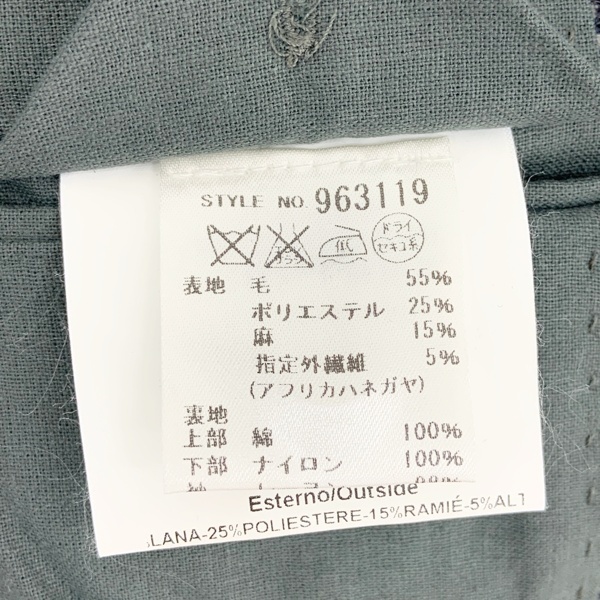 STYLE NO. 963119
低 ドライ セキユ系
表地 毛 55%
ポリエステル 25%
麻 15%
指定外繊維 5%
(アフリカハネガヤ)
裏地
上部 綿 100%
下部 ナイロン 100%
Esterno/Outside
LANA-25%POLIESTERE-15%RAMIÉ-5%ALT